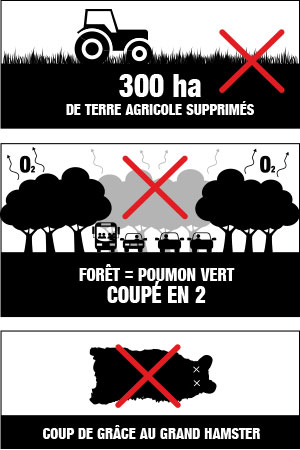 300 ha
DE TERRE AGRICOLE SUPPRIMÉS
O₂ O₂
FORÊT = POUMON VERT
COUPÉ EN 2
COUP DE GRÂCE AU GRAND HAMSTER